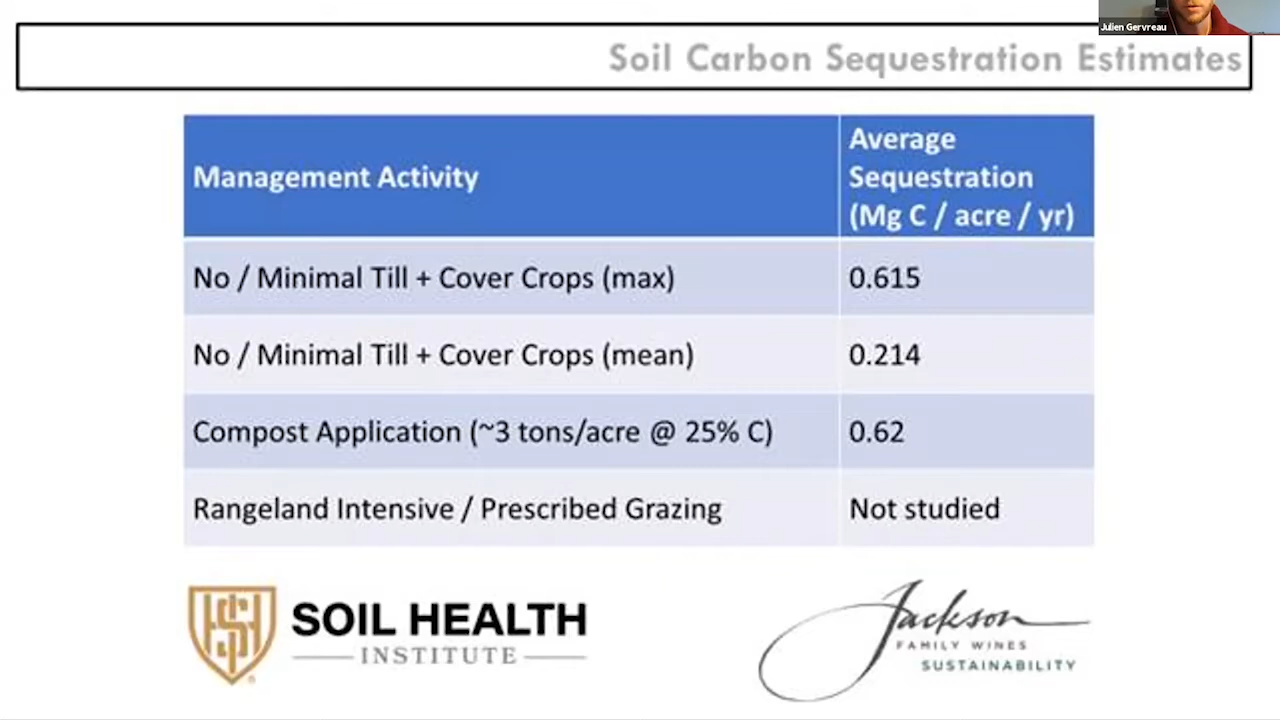 Julien Gervreau
Soil Carbon Sequestration Estimates
Management Activity
Average
Sequestration
(Mg C / acre / yr)
No / Minimal Till + Cover Crops (max)
0.615
No / Minimal Till + Cover Crops (mean)
0.214
Compost Application (~3 tons/acre @ 25% C)
0.62
Rangeland Intensive / Prescribed Grazing
Not studied
SOIL HEALTH
INSTITUTE
Jackson
FAMILY WINES
SUSTAINABILITY